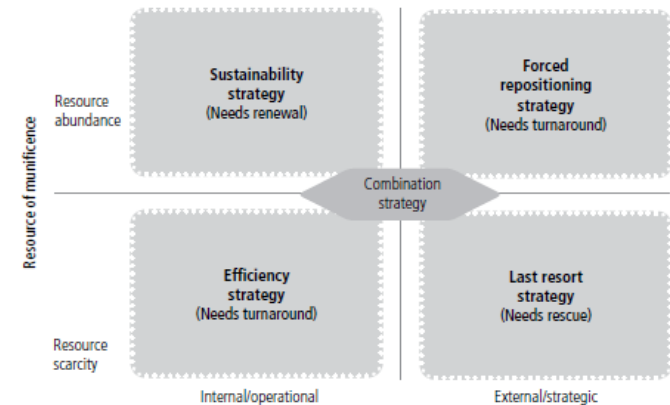 Resource of munificence
Resource
abundance
Sustainability
strategy
(Needs renewal)
Forced
repositioning
strategy
(Needs turnaround)
Combination
strategy
Efficiency
strategy
(Needs turnaround)
Last resort
strategy
(Needs rescue)
Resource
scarcity
Internal/operational
External/strategic